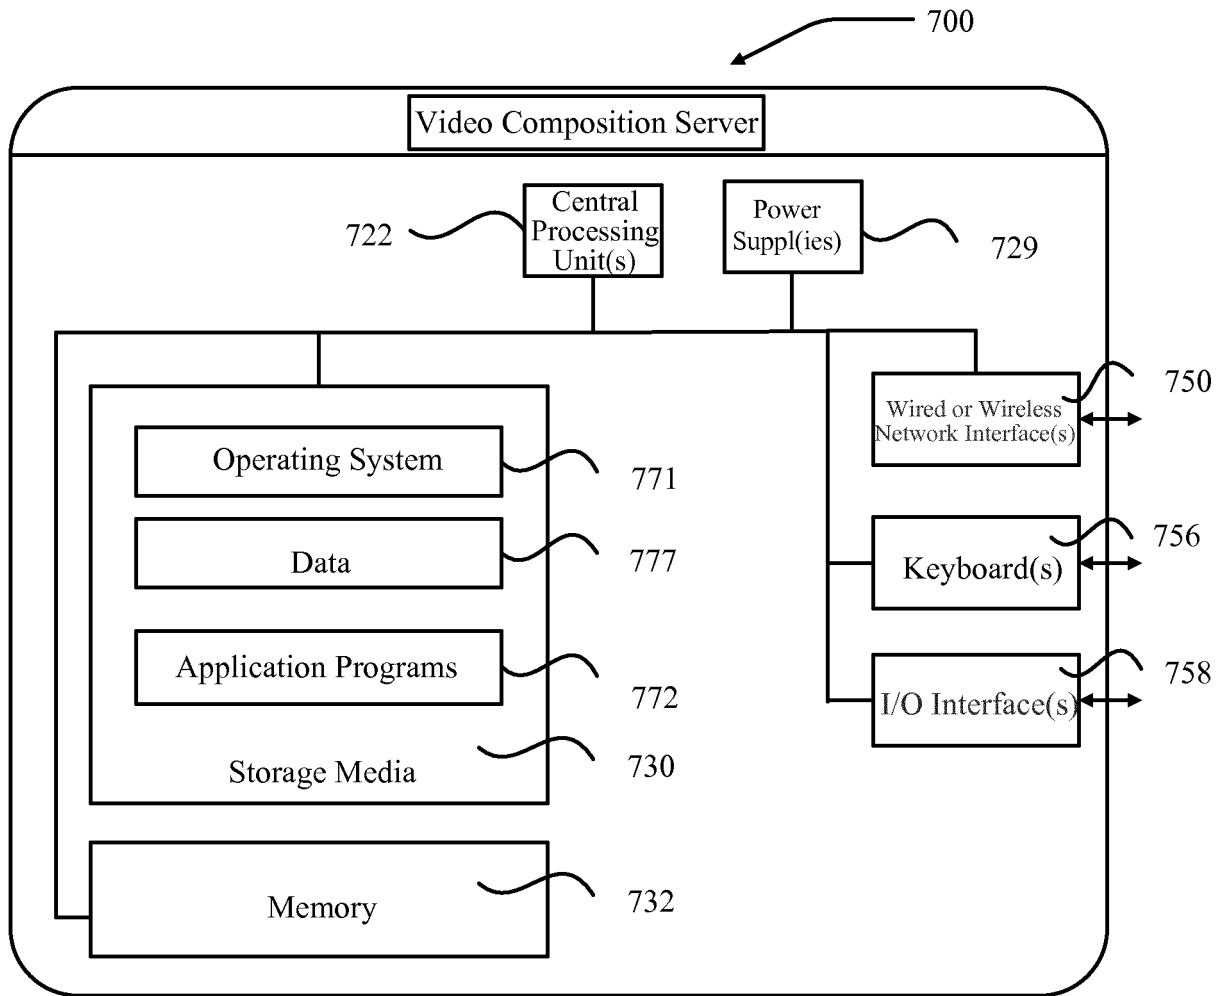 700
Video Composition Server
722
Central
Processing
Unit(s)
Power
Suppl(ies)
729
Wired or Wireless
Network Interface(s)
750
Operating System
771
Keyboard(s)
756
Data
777
Application Programs
772
I/O Interface(s)
758
Storage Media
730
Memory
732